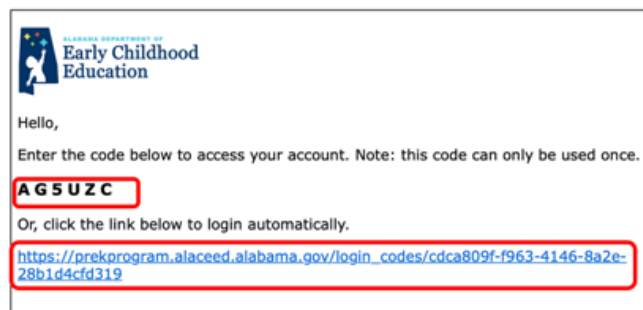 ALABAMA DEPARTMENT OF
Early Childhood
Education
Hello,
Enter the code below to access your account. Note: this code can only be used once.
A G 5 U Z C
Or, click the link below to login automatically.
https://prekprogram.alaceed.alabama.gov/login_codes/cdca809f-f963-4146-8a2e-
28b1d4cfd319